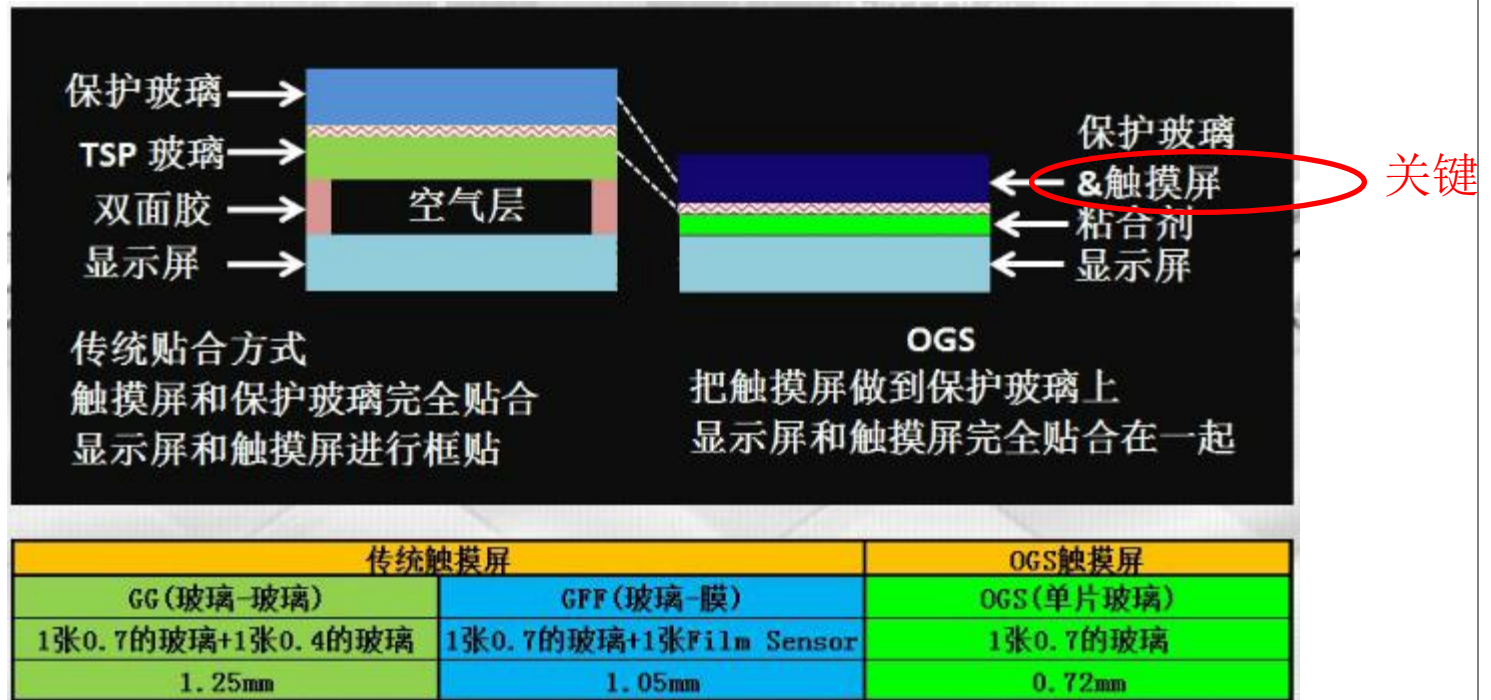 保护玻璃
TSP 玻璃
双面胶
空气层
显示屏
保护玻璃
&触摸屏
粘合剂
显示屏
关键
传统贴合方式
触摸屏和保护玻璃完全贴合
显示屏和触摸屏进行框贴
OGS
把触摸屏做到保护玻璃上
显示屏和触摸屏完全贴合在一起
传统触摸屏 OGS触摸屏
GG(玻璃-玻璃) GFF(玻璃-膜) OGS(单片玻璃)
1张0.7的玻璃+1张0.4的玻璃 1张0.7的玻璃+1张Film Sensor 1张0.7的玻璃
1.25mm 1.05mm 0.72mm